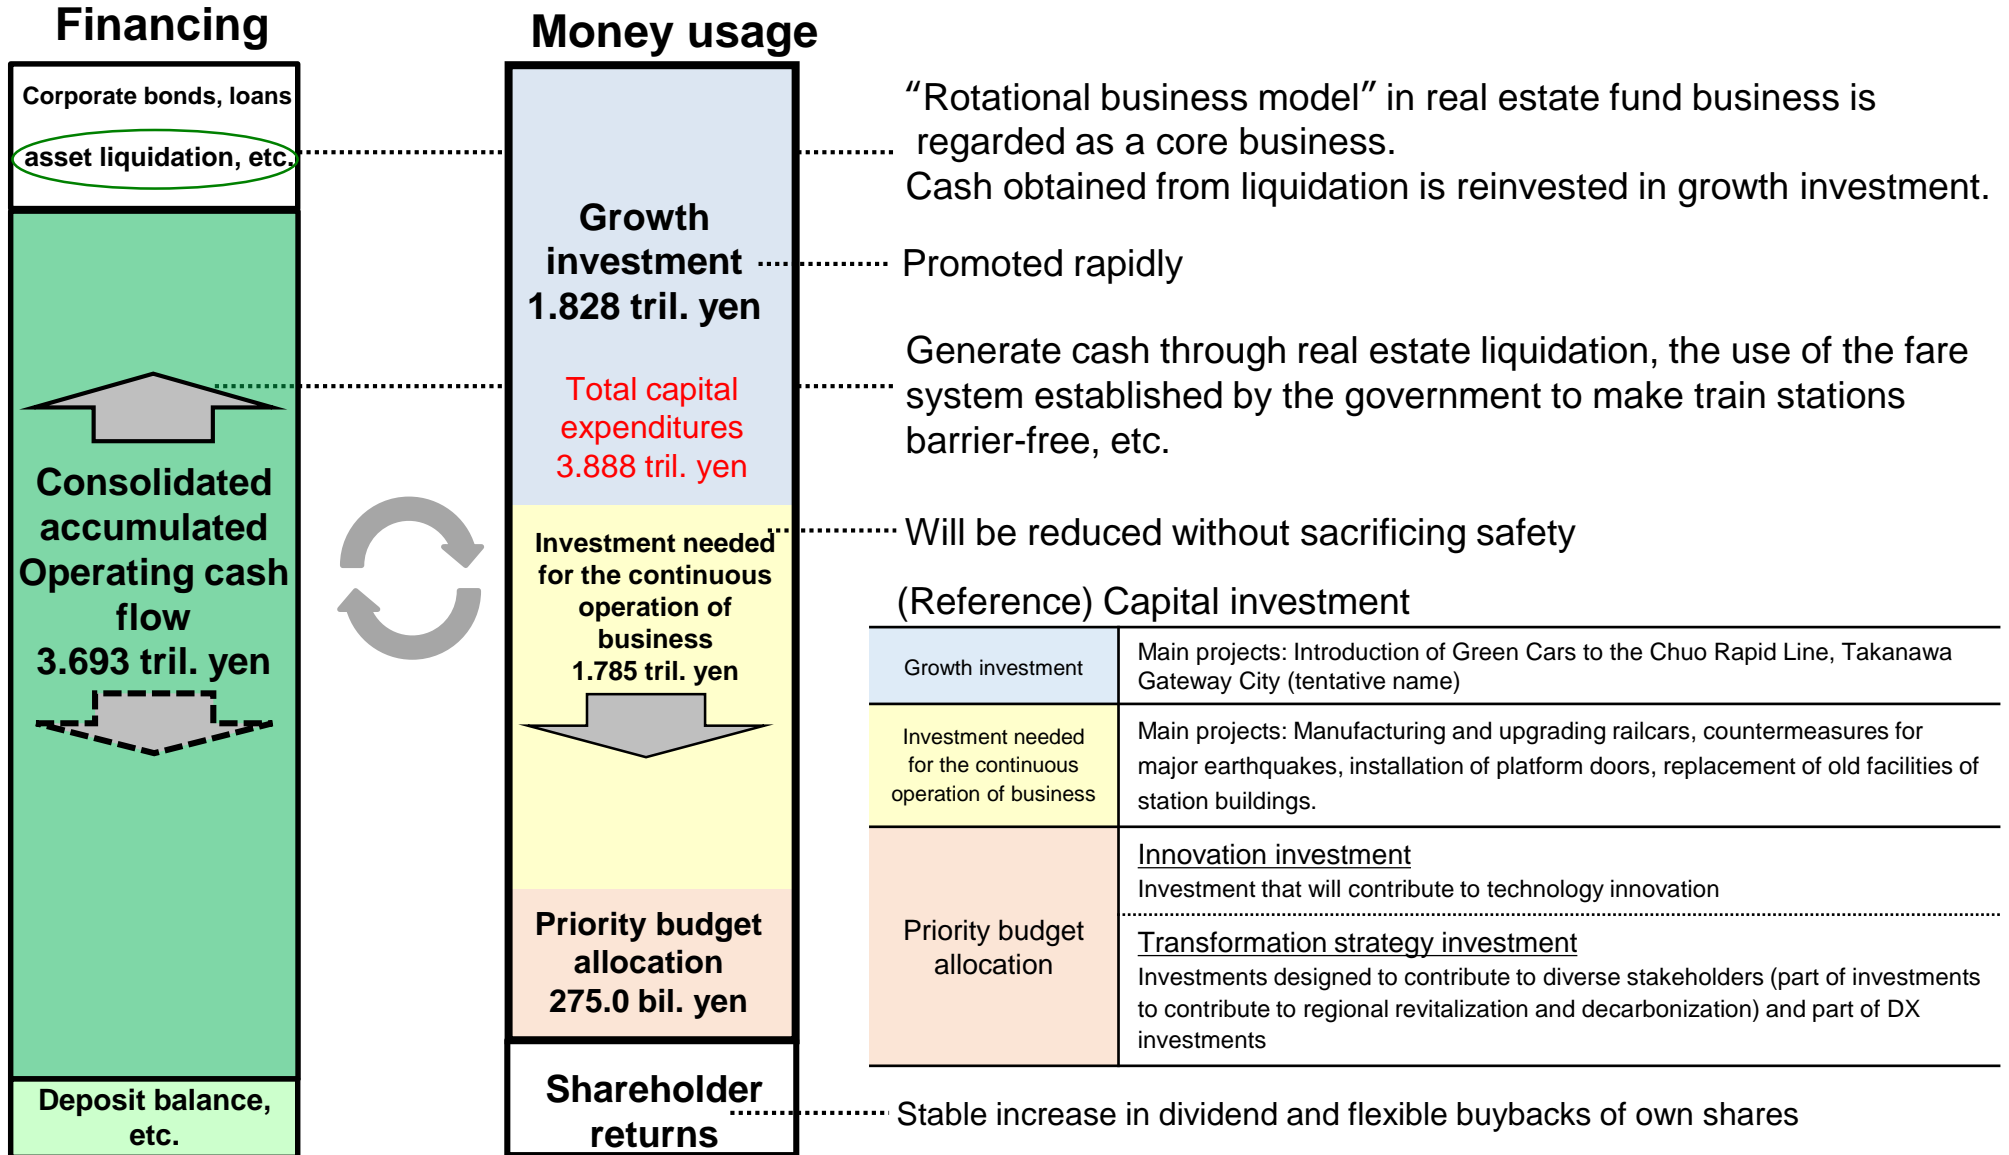 Financing
Corporate bonds, loans
asset liquidation, etc.
Consolidated
accumulated
Operating cash
flow
3.693 tril. yen
Deposit balance,
etc.
Money usage
Growth
investment
1.828 tril. yen
Total capital
expenditures
3.888 tril. yen
Investment needed
for the continuous
operation of
business
1.785 tril. yen
Priority budget
allocation
275.0 bil. yen
Shareholder
returns
“Rotational business model” in real estate fund business is
regarded as a core business.
Cash obtained from liquidation is reinvested in growth investment.
Promoted rapidly
Generate cash through real estate liquidation, the use of the fare
system established by the government to make train stations
barrier-free, etc.
Will be reduced without sacrificing safety
(Reference) Capital investment
Growth investment
Main projects: Introduction of Green Cars to the Chuo Rapid Line, Takanawa
Gateway City (tentative name)
Investment needed
for the continuous
operation of business
Main projects: Manufacturing and upgrading railcars, countermeasures for
major earthquakes, installation of platform doors, replacement of old facilities of
station buildings.
Priority budget
allocation
Innovation investment
Investment that will contribute to technology innovation
Transformation strategy investment
Investments designed to contribute to diverse stakeholders (part of investments
to contribute to regional revitalization and decarbonization) and part of DX
investments
Stable increase in dividend and flexible buybacks of own shares